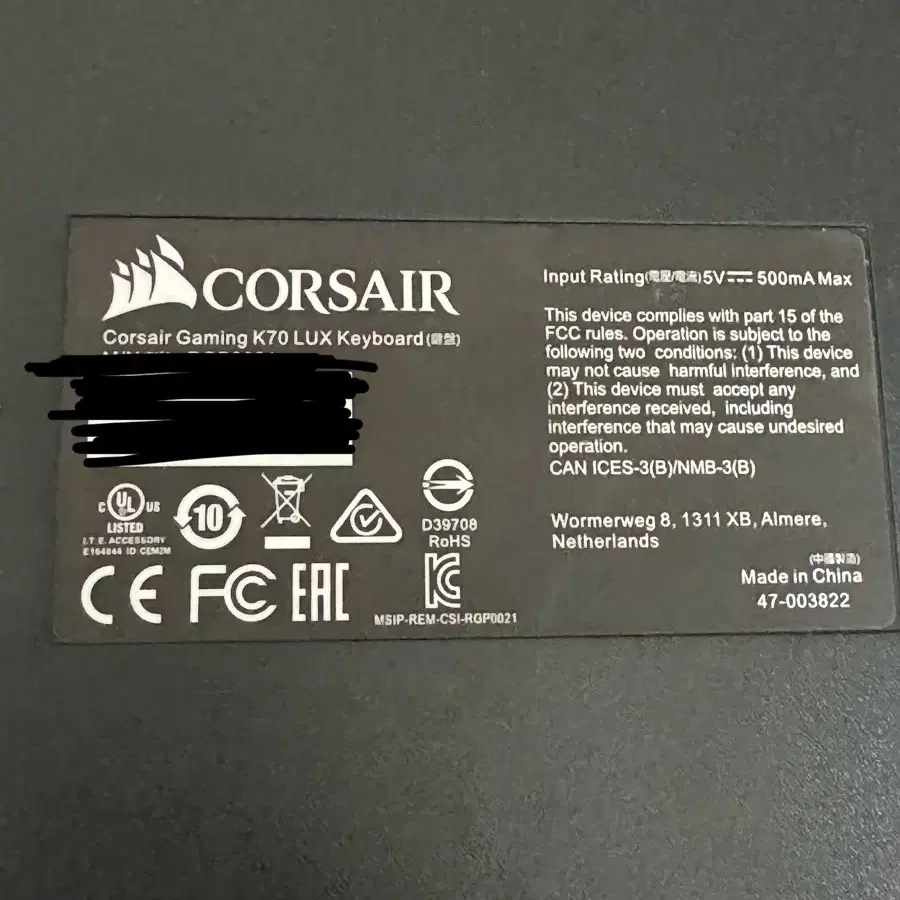 CORSAIR
Corsair Gaming K70 LUX Keyboard(鍵盤)
C UL US
LISTED
I.T.E. ACCESSORY
E164844 ID CEM2M
10
D39708
RoHS
CE FC EAC
MSIP-REM-CSI-RGP0021
Input Rating(電壓/電流)5V 500mA Max
This device complies with part 15 of the
FCC rules. Operation is subject to the
following two conditions: (1) This device
may not cause harmful interference, and
(2) This device must accept any
interference received, including
interference that may cause undesired
operation.
CAN ICES-3(B)/NMB-3(B)
Wormerweg 8, 1311 XB, Almere,
Netherlands
(中國製造)
Made in China
47-003822